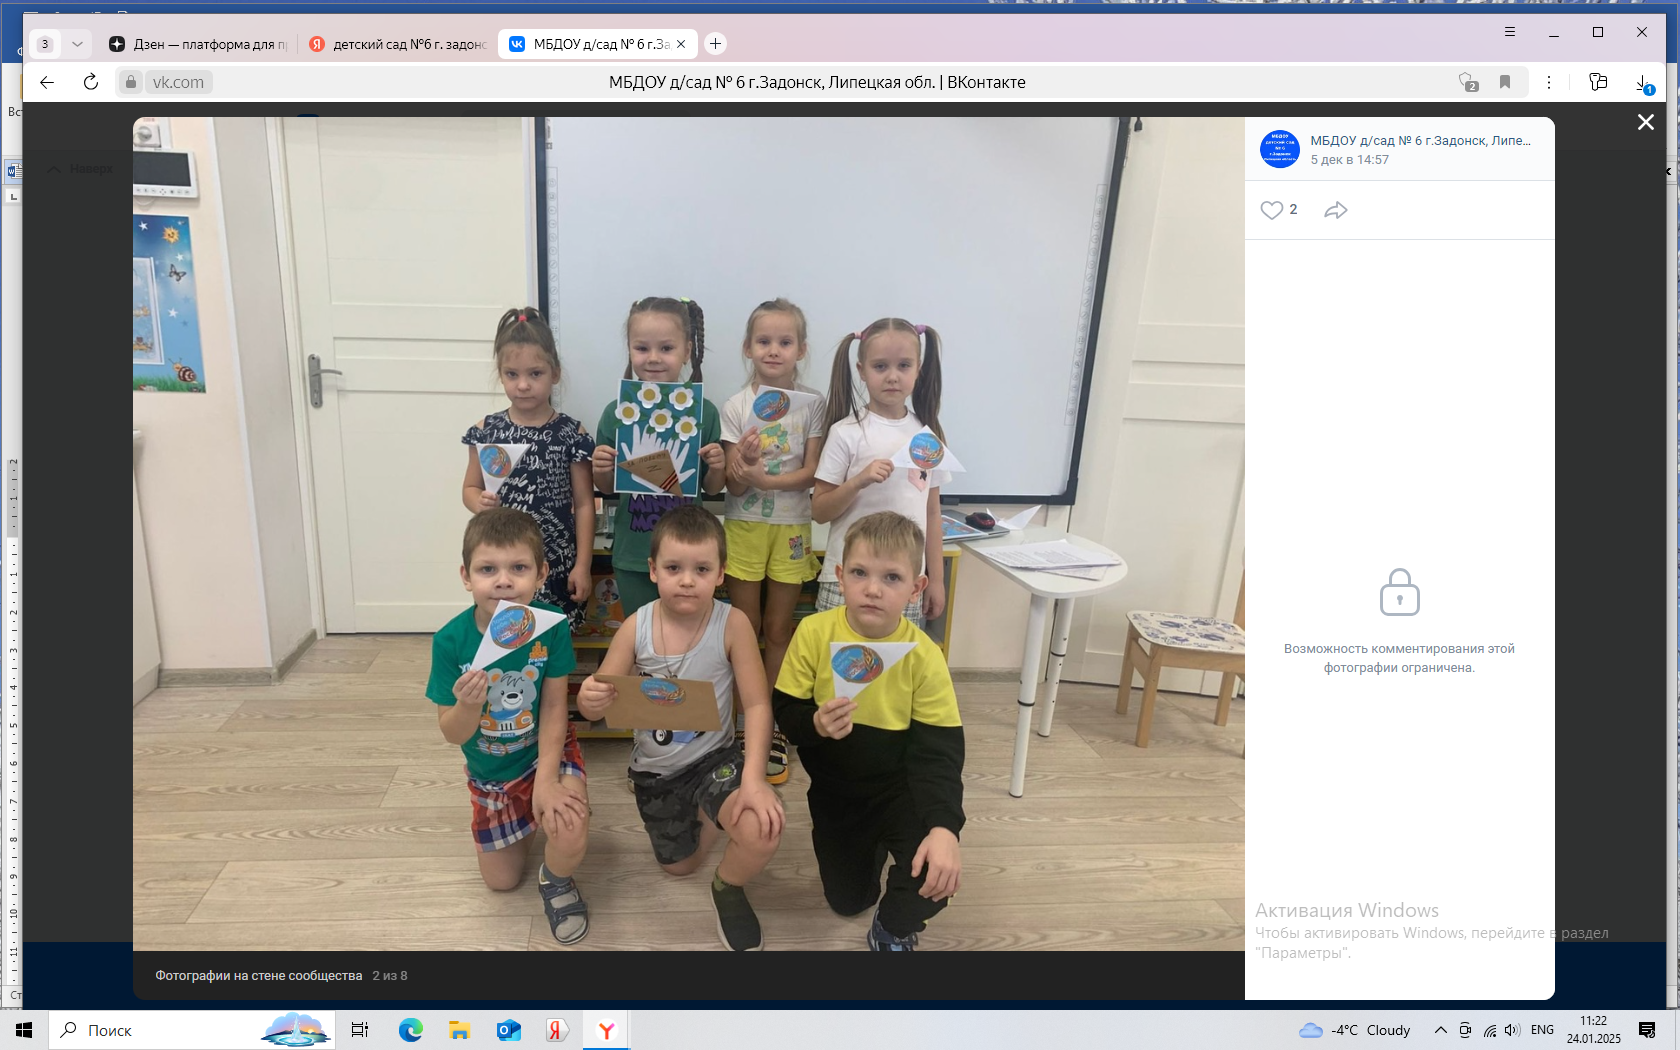 3
Дзен — платформа для п
детский сад №6 г. задонс
МБДОУ д/сад № 6 г.За
vk.com
МБДОУ д/сад № 6 г.Задонск, Липецкая обл. | ВКонтакте
2
1
Наверх
МБДОУ д/сад № 6 г.Задонск, Липе...
5 дек в 14:57
2
Возможность комментирования этой
фотографии ограничена.
Активация Windows
Чтобы активировать Windows, перейдите в раздел
"Параметры".
Фотографии на стене сообщества 2 из 8
Поиск
-4°C Cloudy
ENG
11:22
24.01.2025